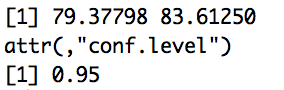 [1] 79.37798 83.61250
attr(,"conf.level")
[1] 0.95